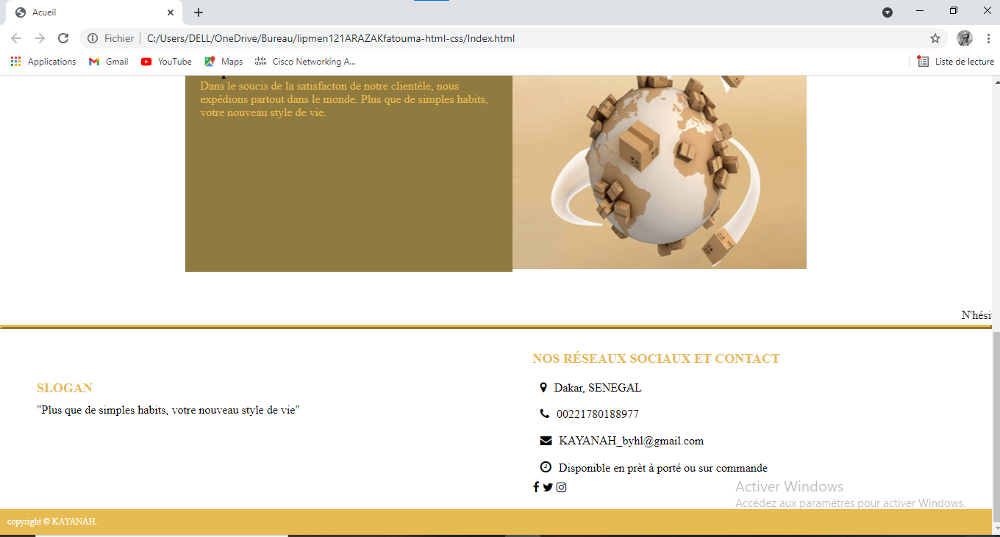 Acueil
Fichier
C:/Users/DELL/OneDrive/Bureau/lipmen121ARAZAKfatouma-html-css/Index.html
Applications
Gmail
YouTube
Maps
cisco
Cisco Networking A...
Liste de lecture
Dans le soucis de la satisfacton de notre clientèle, nous
expédions partout dans le monde. Plus que de simples habits,
votre nouveau style de vie.
N'hési
NOS RÉSEAUX SOCIAUX ET CONTACT
SLOGAN
"Plus que de simples habits, votre nouveau style de vie"
Dakar, SENEGAL
00221780188977
KAYANAH_byhl@gmail.com
Disponible en prèt à porté ou sur commande
Activer Windows
Accédez aux paramètres pour activer Windows.
copyright © KAYANAH.